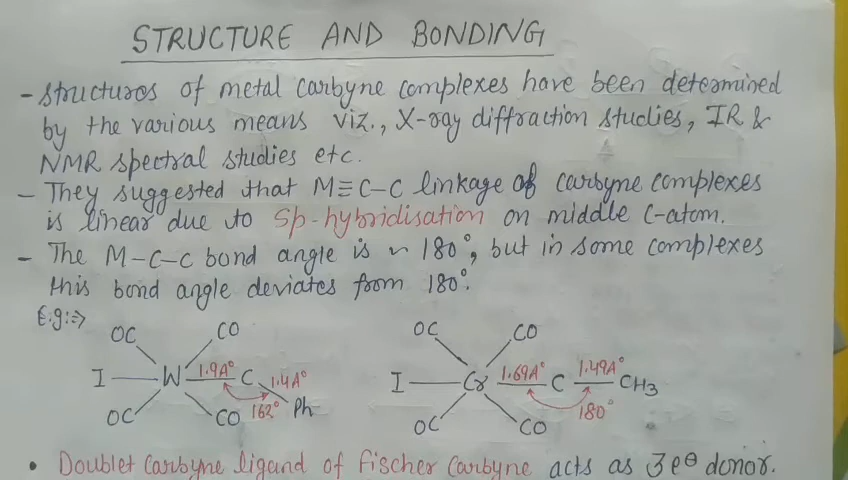 STRUCTURE AND BONDING
- Structures of metal carbyne complexes have been determined
by the various means viz., X-ray diffraction studies, IR &
NMR spectral studies etc.
- They suggested that M≡C-C linkage of carbyne complexes
is linear due to Sp-hybridisation on middle C-atom.
- The M-C-C bond angle is ~ 180°, but in some complexes
this bond angle deviates from 180°.
E.g:⇒
OC CO OC CO
I W 1.9A° C 1.4A° I Cr 1.69A° C 1.49A° CH3
OC CO 162° Ph OC CO 180°
• Doublet Carbyne ligand of Fischer Carbyne acts as 3e⊖ donor.